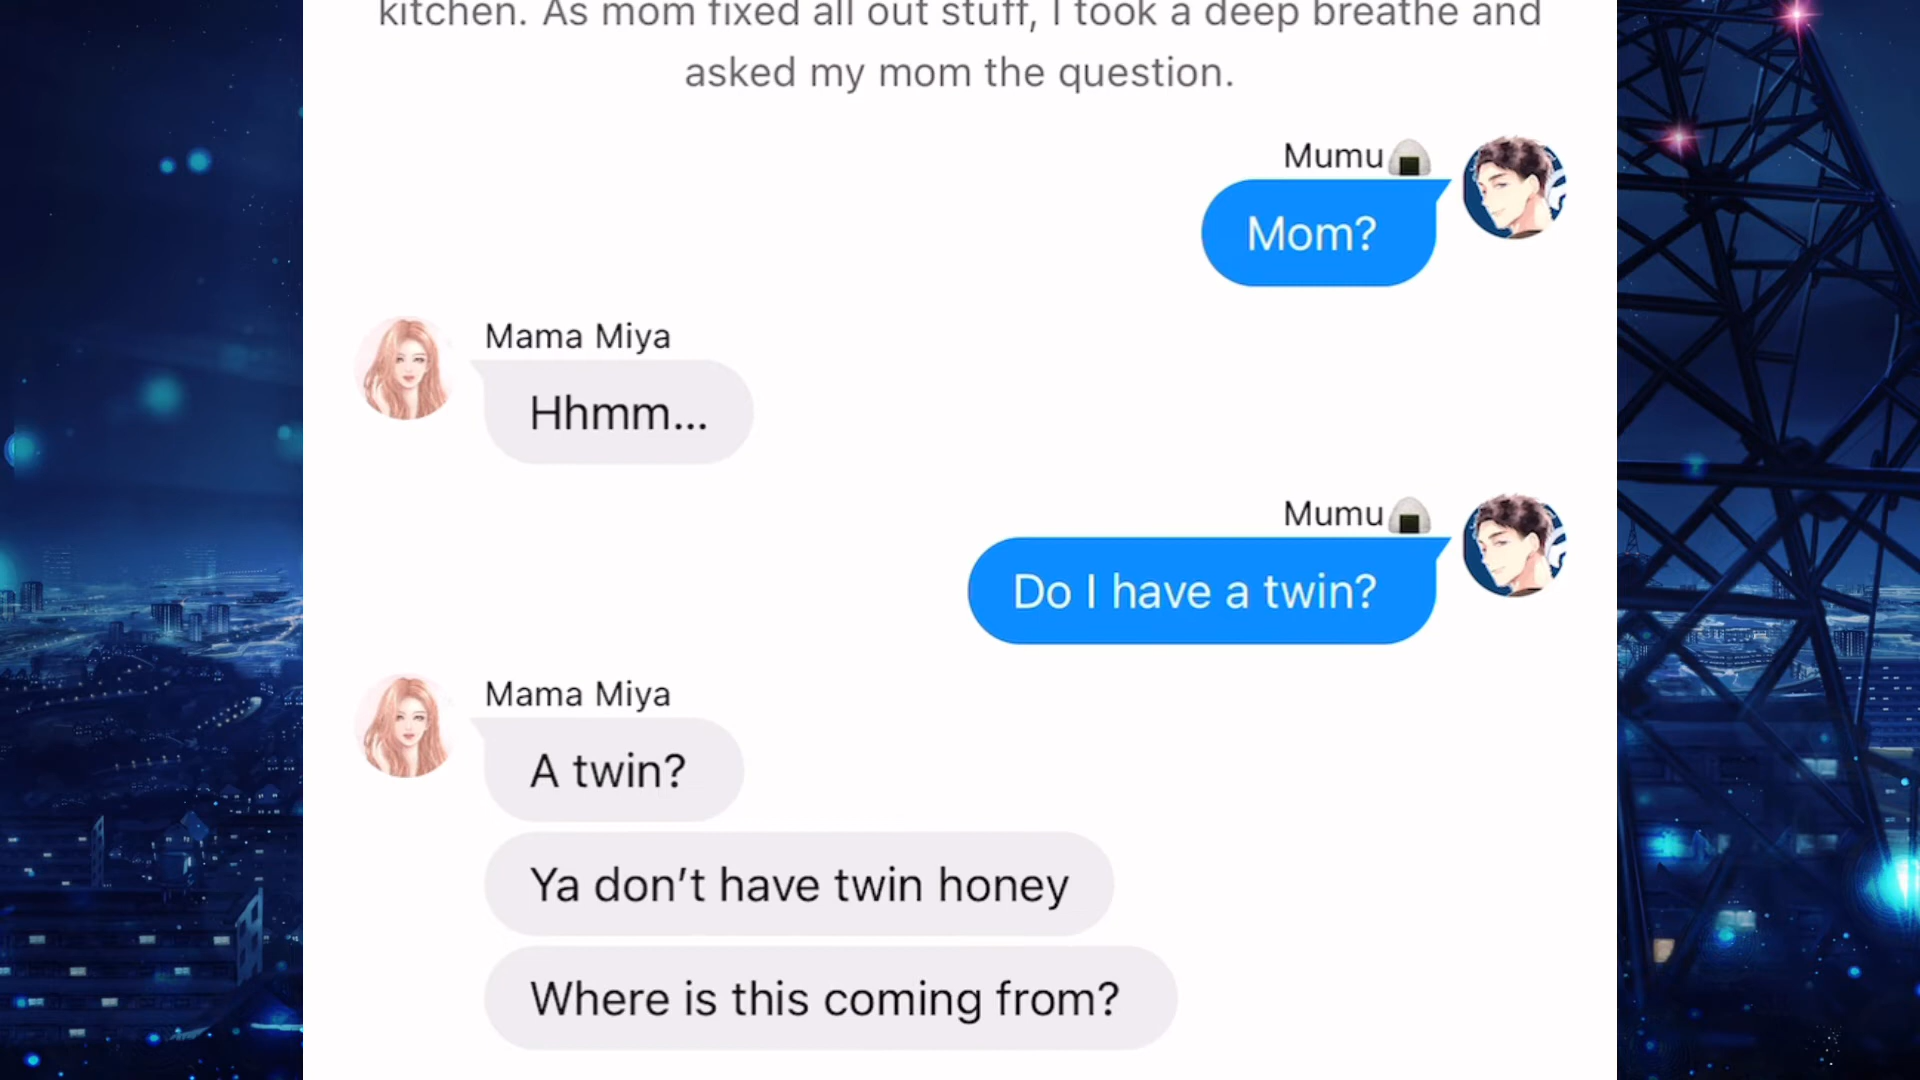 kitchen. As mom fixed all out stuff, I took a deep breathe and
asked my mom the question.
Mumu🍙
Mom?
Mama Miya
Hhmm...
Mumu🍙
Do I have a twin?
Mama Miya
A twin?
Ya don’t have twin honey
Where is this coming from?